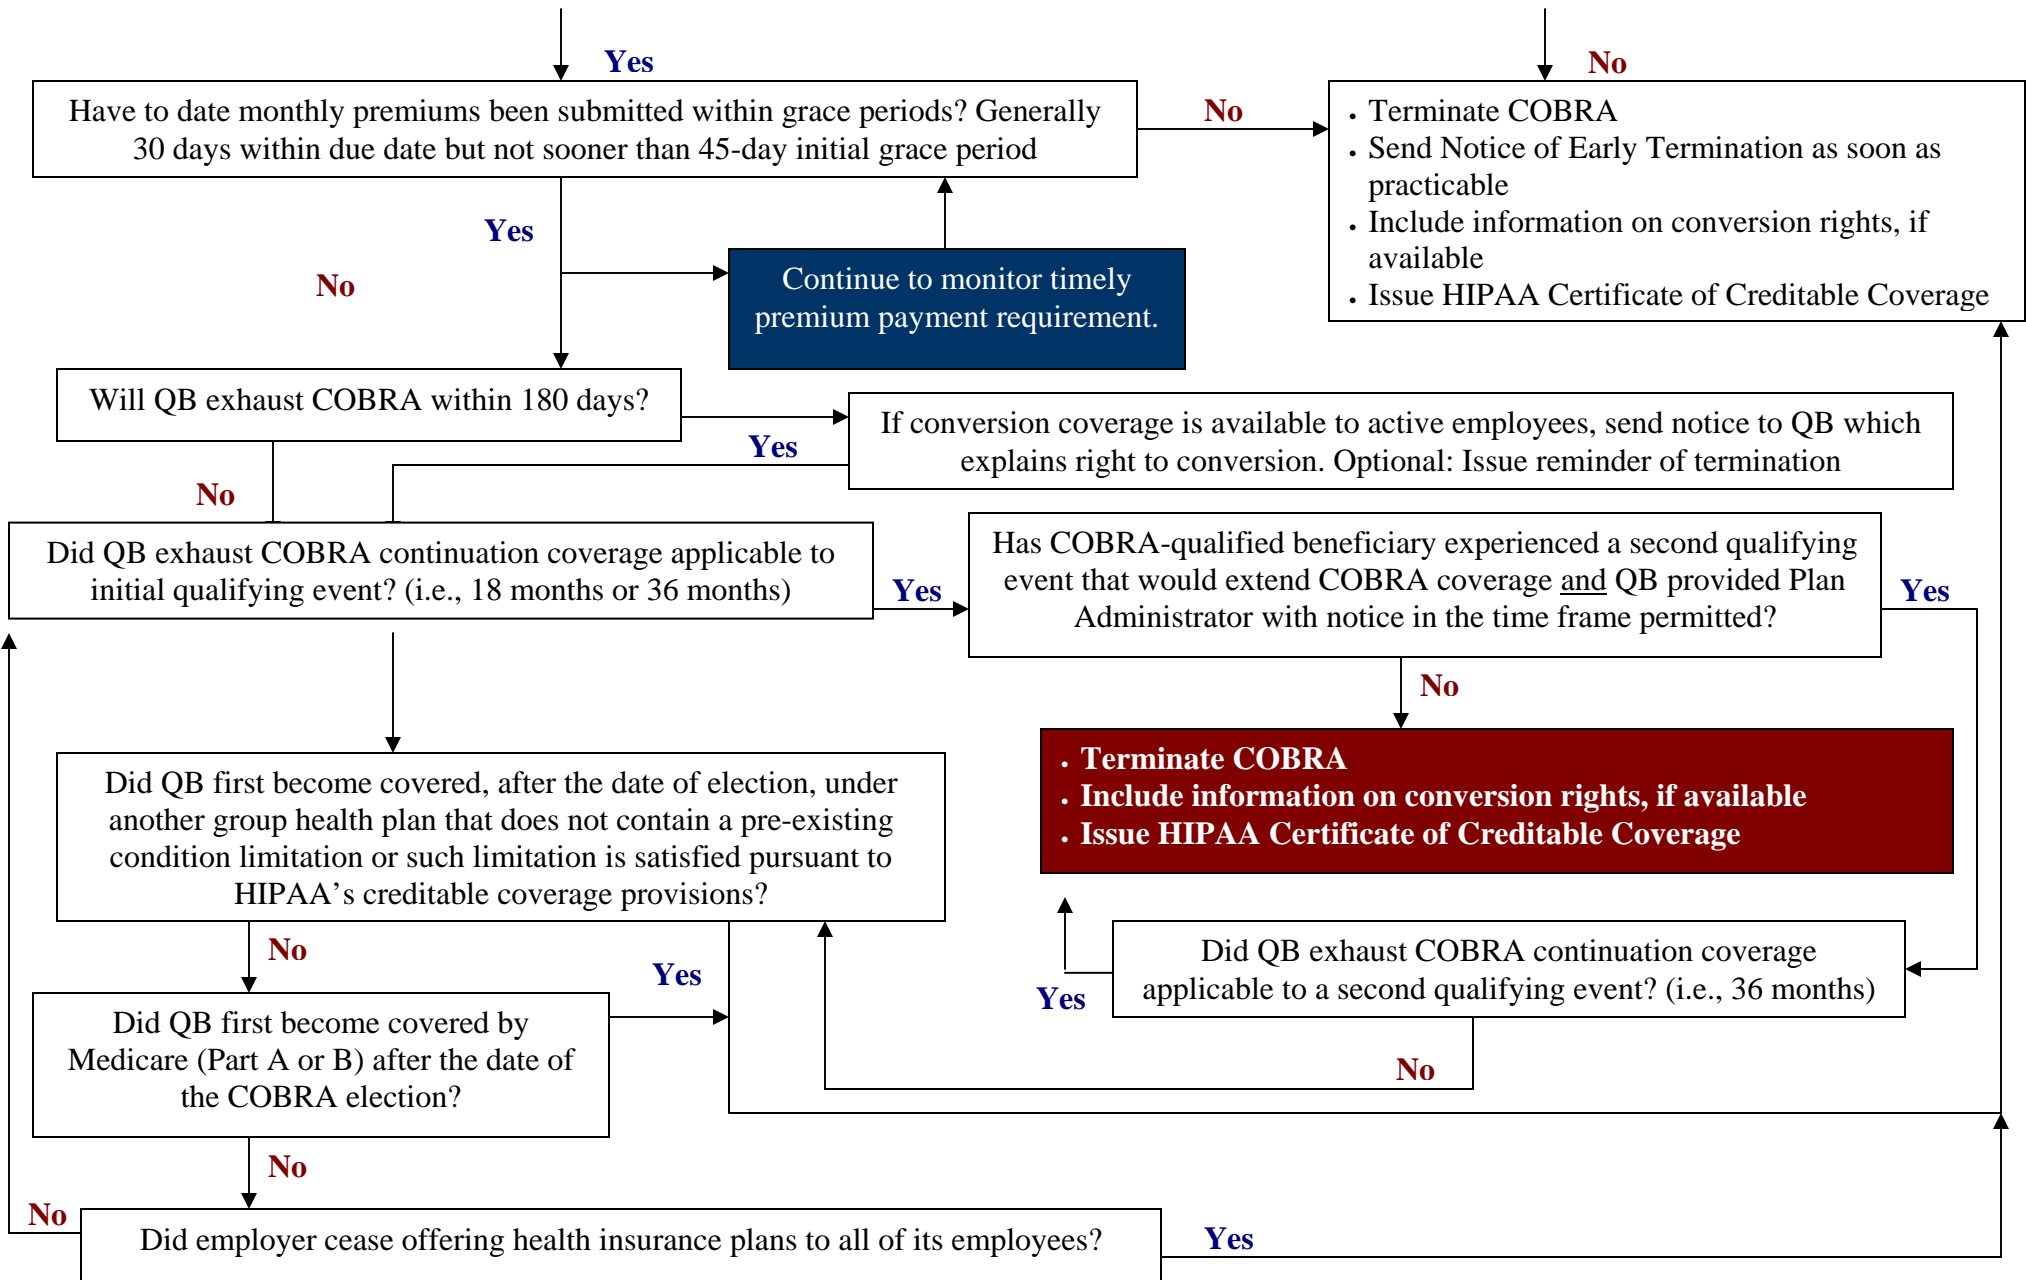 Yes
No
Have to date monthly premiums been submitted within grace periods? Generally
30 days within due date but not sooner than 45-day initial grace period
No
• Terminate COBRA
• Send Notice of Early Termination as soon as
practicable
• Include information on conversion rights, if
available
• Issue HIPAA Certificate of Creditable Coverage
Yes
No
Continue to monitor timely
premium payment requirement.
Will QB exhaust COBRA within 180 days?
Yes
If conversion coverage is available to active employees, send notice to QB which
explains right to conversion. Optional: Issue reminder of termination
No
Did QB exhaust COBRA continuation coverage applicable to
initial qualifying event? (i.e., 18 months or 36 months)
Yes
Has COBRA-qualified beneficiary experienced a second qualifying
event that would extend COBRA coverage and QB provided Plan
Administrator with notice in the time frame permitted?
Yes
No
• Terminate COBRA
• Include information on conversion rights, if available
• Issue HIPAA Certificate of Creditable Coverage
Did QB first become covered, after the date of election, under
another group health plan that does not contain a pre-existing
condition limitation or such limitation is satisfied pursuant to
HIPAA’s creditable coverage provisions?
No
Yes
Did QB exhaust COBRA continuation coverage
applicable to a second qualifying event? (i.e., 36 months)
Yes
No
Did QB first become covered by
Medicare (Part A or B) after the date of
the COBRA election?
No
No
Did employer cease offering health insurance plans to all of its employees?
Yes